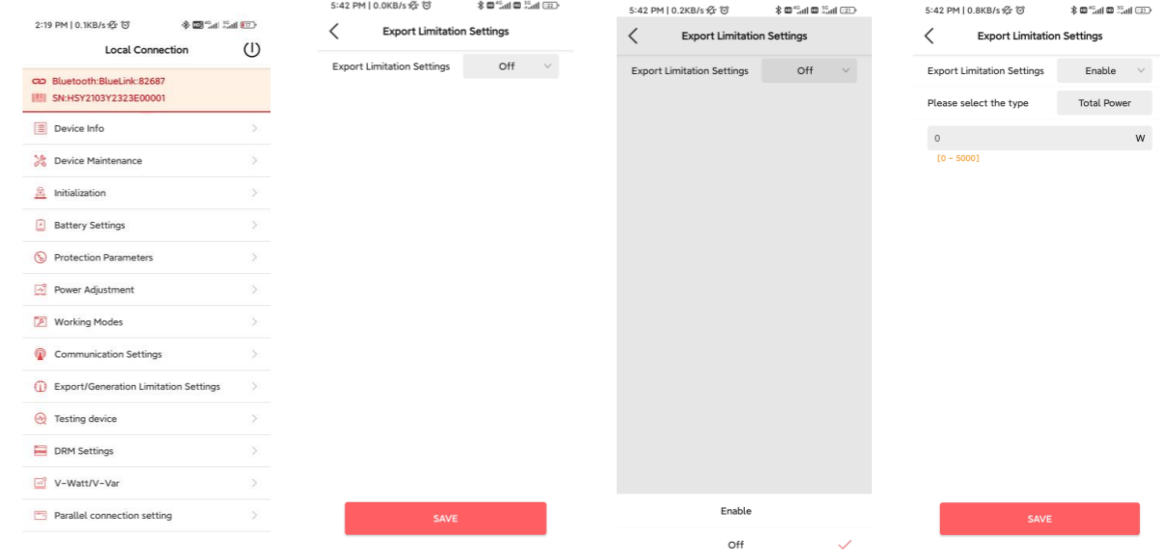 2:19 PM | 0.1KB/s
Local Connection
Bluetooth:BlueLink:82687
SN:HSY2103Y2323E00001
Device Info
Device Maintenance
Initialization
Battery Settings
Protection Parameters
Power Adjustment
Working Modes
Communication Settings
Export/Generation Limitation Settings
Testing device
DRM Settings
V-Watt/V-Var
Parallel connection setting
5:42 PM | 0.0KB/s
Export Limitation Settings
Export Limitation Settings Off
SAVE
5:42 PM | 0.2KB/s
Export Limitation Settings
Export Limitation Settings Off
Enable
Off
5:42 PM | 0.8KB/s
Export Limitation Settings
Export Limitation Settings Enable
Please select the type Total Power
0 W
[0 - 5000]
SAVE